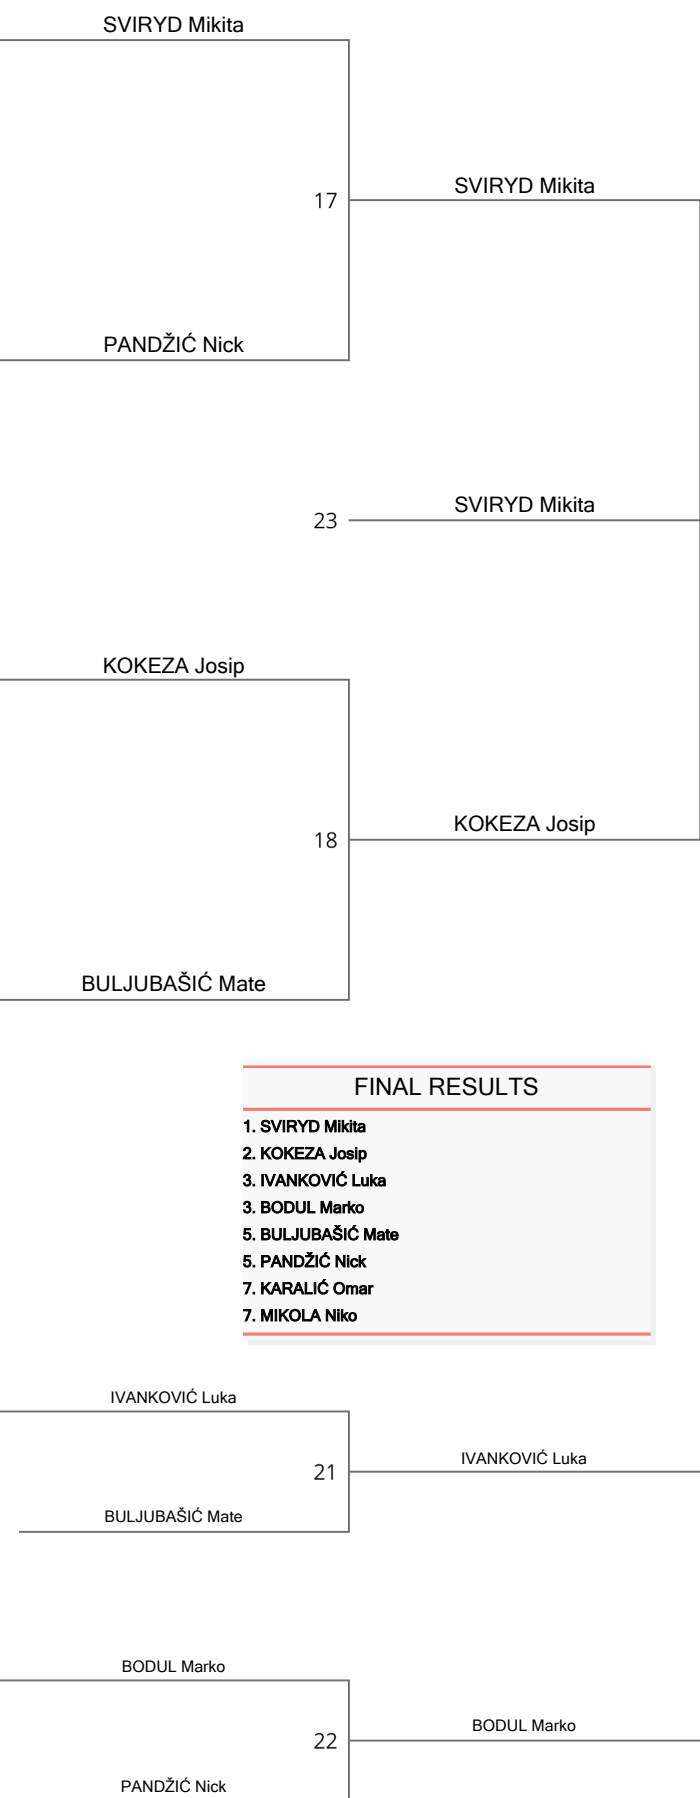 SVIRYD Mikita
17
SVIRYD Mikita
PANDŽIĆ Nick
23
SVIRYD Mikita
KOKEZA Josip
18
KOKEZA Josip
BULJUBAŠIĆ Mate
FINAL RESULTS
1. SVIRYD Mikita
2. KOKEZA Josip
3. IVANKOVIĆ Luka
3. BODUL Marko
5. BULJUBAŠIĆ Mate
5. PANDŽIĆ Nick
7. KARALIĆ Omar
7. MIKOLA Niko
IVANKOVIĆ Luka
21
IVANKOVIĆ Luka
BULJUBAŠIĆ Mate
BODUL Marko
22
BODUL Marko
PANDŽIĆ Nick